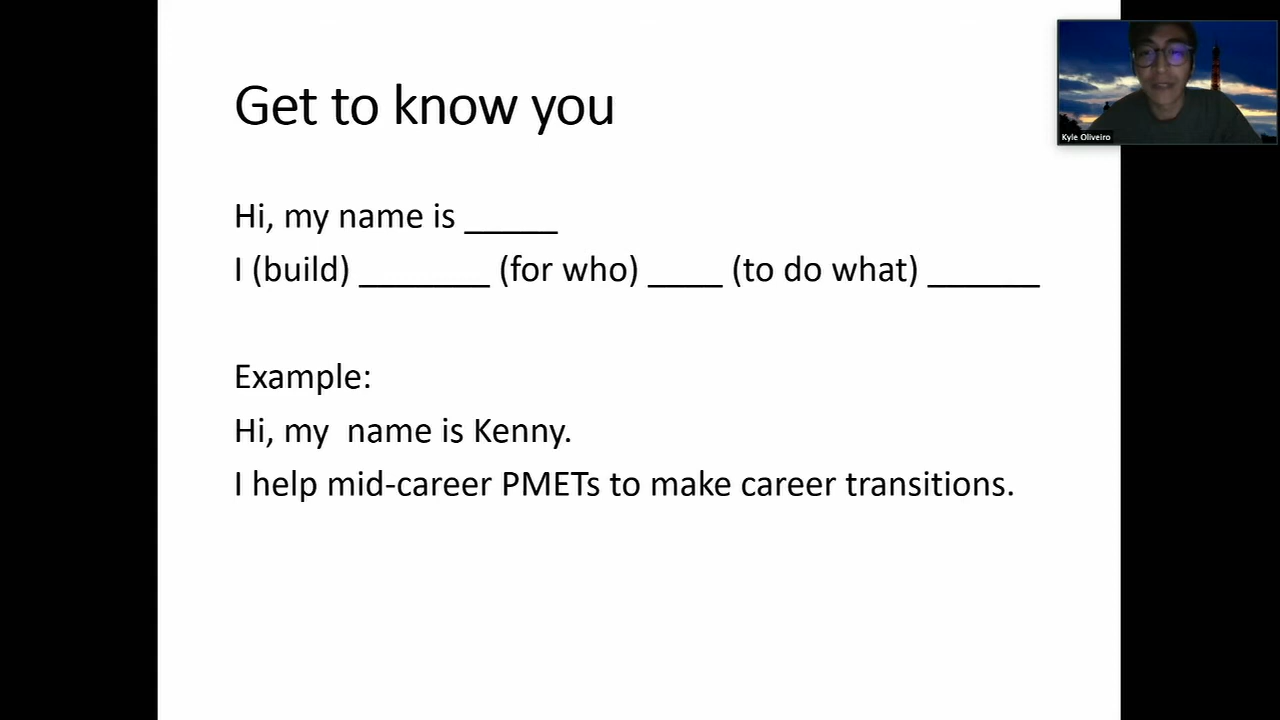 Get to know you
Kyle Oliveiro
Hi, my name is _____
I (build) _______ (for who) ____ (to do what) ______
Example:
Hi, my  name is Kenny.
I help mid-career PMETs to make career transitions.